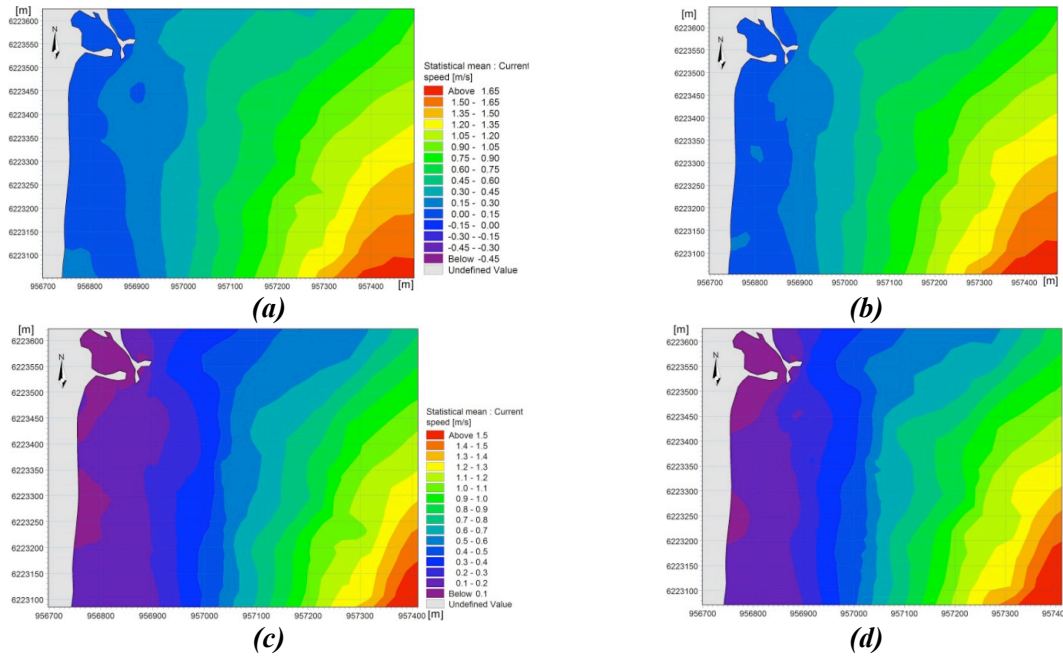 [m]
6223600
6223550
6223500
6223450
6223400
6223350
6223300
6223250
6223200
6223150
6223100
N
956700 956800 956900 957000 957100 957200 957300 957400 [m]
Statistical mean : Current
speed [m/s]
Above 1.65
1.50 - 1.65
1.35 - 1.50
1.20 - 1.35
1.05 - 1.20
0.90 - 1.05
0.75 - 0.90
0.60 - 0.75
0.45 - 0.60
0.30 - 0.45
0.15 - 0.30
0.00 - 0.15
-0.15 - 0.00
-0.30 - -0.15
-0.45 - -0.30
Below -0.45
Undefined Value
(a)
[m]
6223600
6223550
6223500
6223450
6223400
6223350
6223300
6223250
6223200
6223150
6223100
N
956700 956800 956900 957000 957100 957200 957300 957400 [m]
(b)
[m]
6223600
6223550
6223500
6223450
6223400
6223350
6223300
6223250
6223200
6223150
6223100
N
956700 956800 956900 957000 957100 957200 957300 957400
[m]
Statistical mean : Current
speed [m/s]
Above 1.5
1.4 - 1.5
1.3 - 1.4
1.2 - 1.3
1.1 - 1.2
1.0 - 1.1
0.9 - 1.0
0.8 - 0.9
0.7 - 0.8
0.6 - 0.7
0.5 - 0.6
0.4 - 0.5
0.3 - 0.4
0.2 - 0.3
0.1 - 0.2
Below 0.1
Undefined Value
(c)
[m]
6223600
6223550
6223500
6223450
6223400
6223350
6223300
6223250
6223200
6223150
6223100
N
956700 956800 956900 957000 957100 957200 957300 95740
(d)